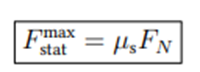 F_stat^max = μ_s F_N